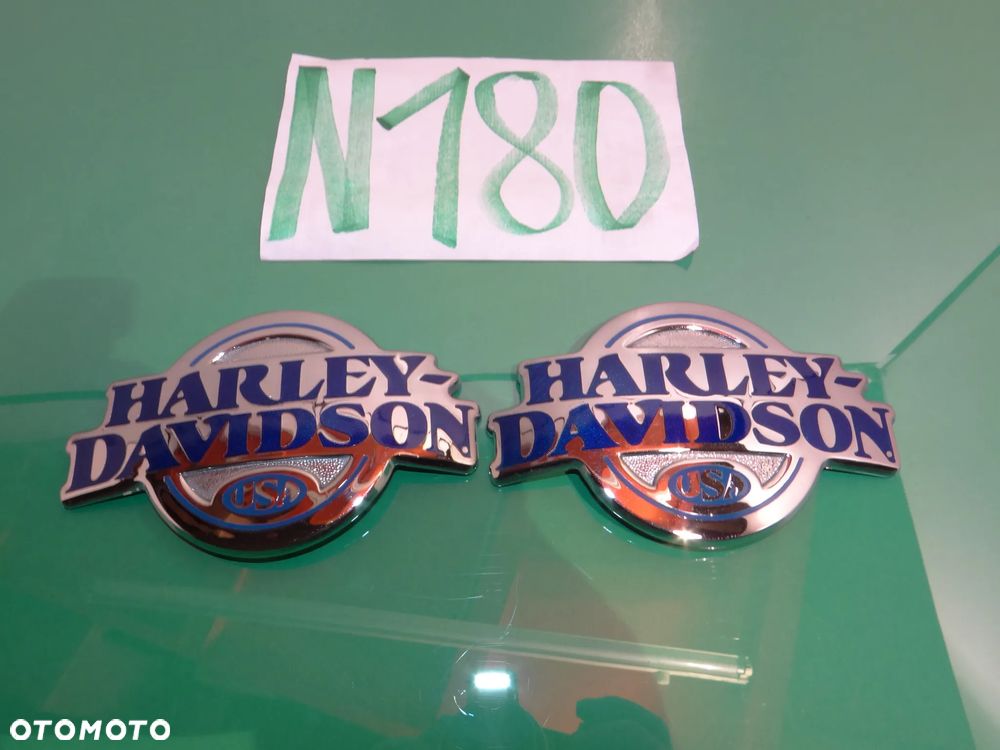 N180
HARLEY-
DAVIDSON
USA
HARLEY-
DAVIDSON
USA
OTOMOTO